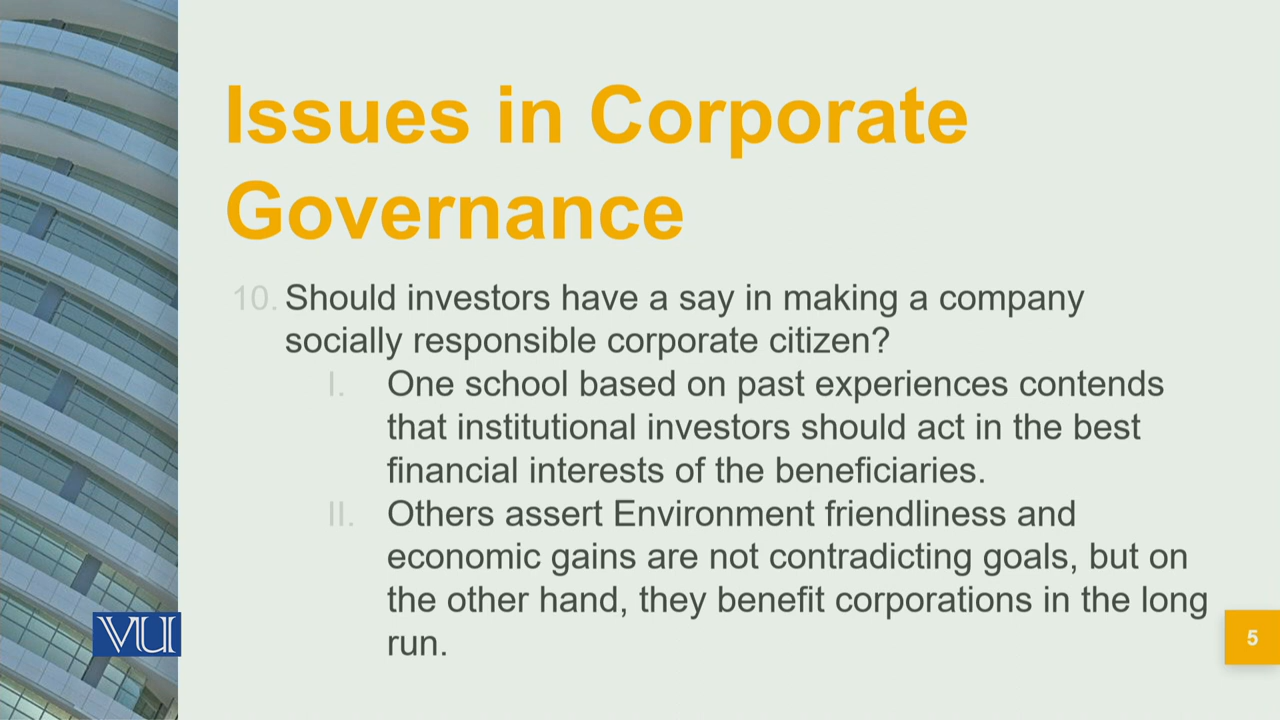 Issues in Corporate
Governance
10. Should investors have a say in making a company
socially responsible corporate citizen?
I. One school based on past experiences contends
that institutional investors should act in the best
financial interests of the beneficiaries.
II. Others assert Environment friendliness and
economic gains are not contradicting goals, but on
the other hand, they benefit corporations in the long
run.
VU
5